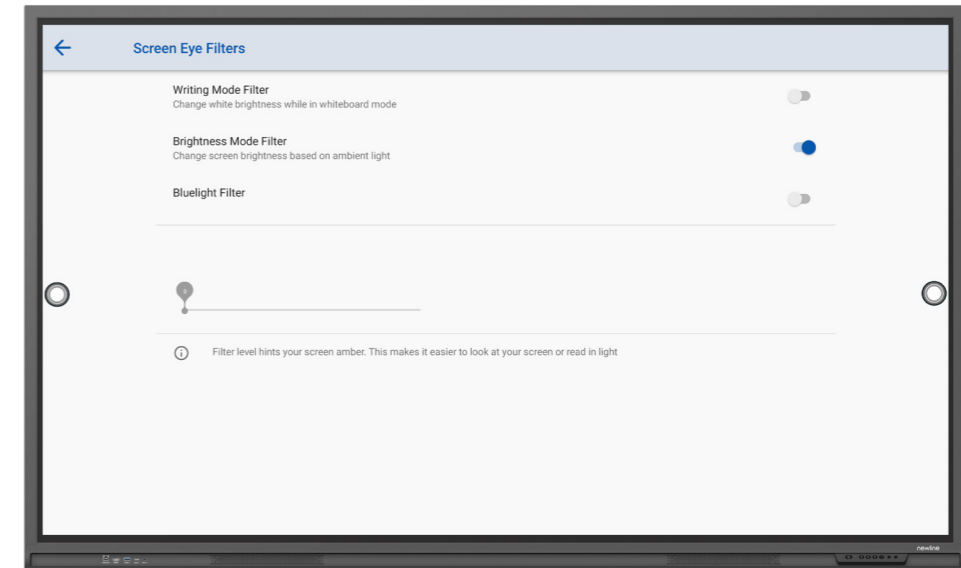 Screen Eye Filters
Writing Mode Filter
Change white brightness while in whiteboard mode
Brightness Mode Filter
Change screen brightness based on ambient light
Bluelight Filter
0
Filter level hints your screen amber. This makes it easier to look at your screen or read in light
newline